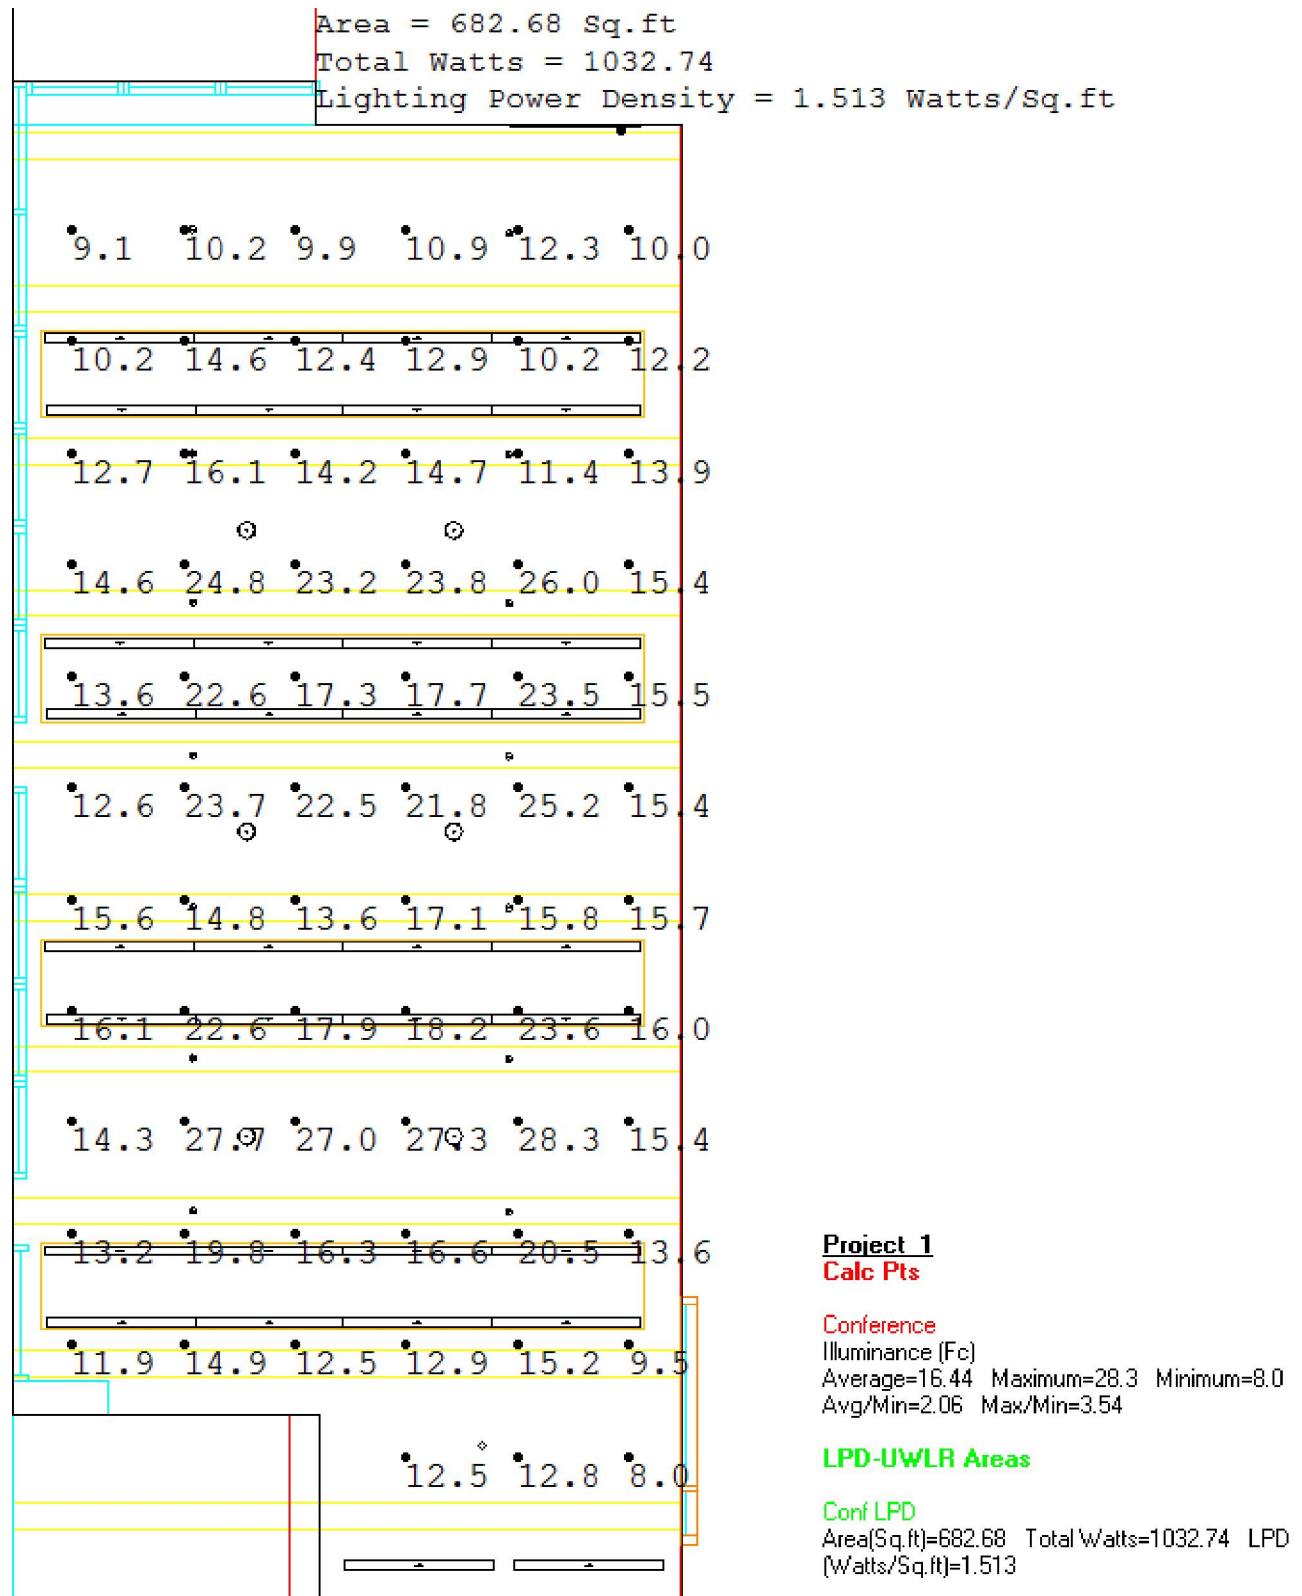 Area = 682.68 Sq.ft
Total Watts = 1032.74
Lighting Power Density = 1.513 Watts/Sq.ft
9.1 10.2 9.9 10.9 12.3 10.0
10.2 14.6 12.4 12.9 10.2 12.2
12.7 16.1 14.2 14.7 11.4 13.9
14.6 24.8 23.2 23.8 26.0 15.4
13.6 22.6 17.3 17.7 23.5 15.5
12.6 23.7 22.5 21.8 25.2 15.4
15.6 14.8 13.6 17.1 15.8 15.7
16.1 22.6 17.9 18.2 23.6 16.0
14.3 27.7 27.0 27.3 28.3 15.4
13.2 19.8 16.3 16.6 20.5 13.6
11.9 14.9 12.5 12.9 15.2 9.5
12.5 12.8 8.0
Project_1
Calc Pts
Conference
Illuminance (Fc)
Average=16.44 Maximum=28.3 Minimum=8.0
Avg/Min=2.06 Max/Min=3.54
LPD-UWLR Areas
Conf LPD
Area(Sq.ft)=682.68 Total Watts=1032.74 LPD
(Watts/Sq.ft)=1.513